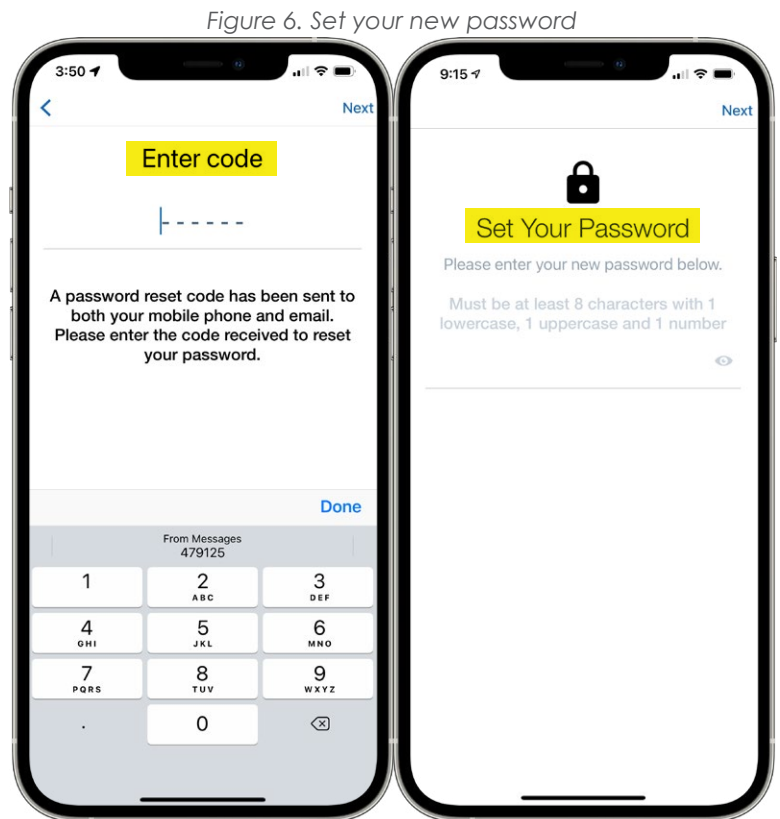 Figure 6. Set your new password
3:50
Next
Enter code
------
A password reset code has been sent to
both your mobile phone and email.
Please enter the code received to reset
your password.
Done
From Messages
479125
1
2
ABC
3
DEF
4
GHI
5
JKL
6
MNO
7
PQRS
8
TUV
9
WXYZ
.
0
9:15
Next
Set Your Password
Please enter your new password below.
Must be at least 8 characters with 1
lowercase, 1 uppercase and 1 number